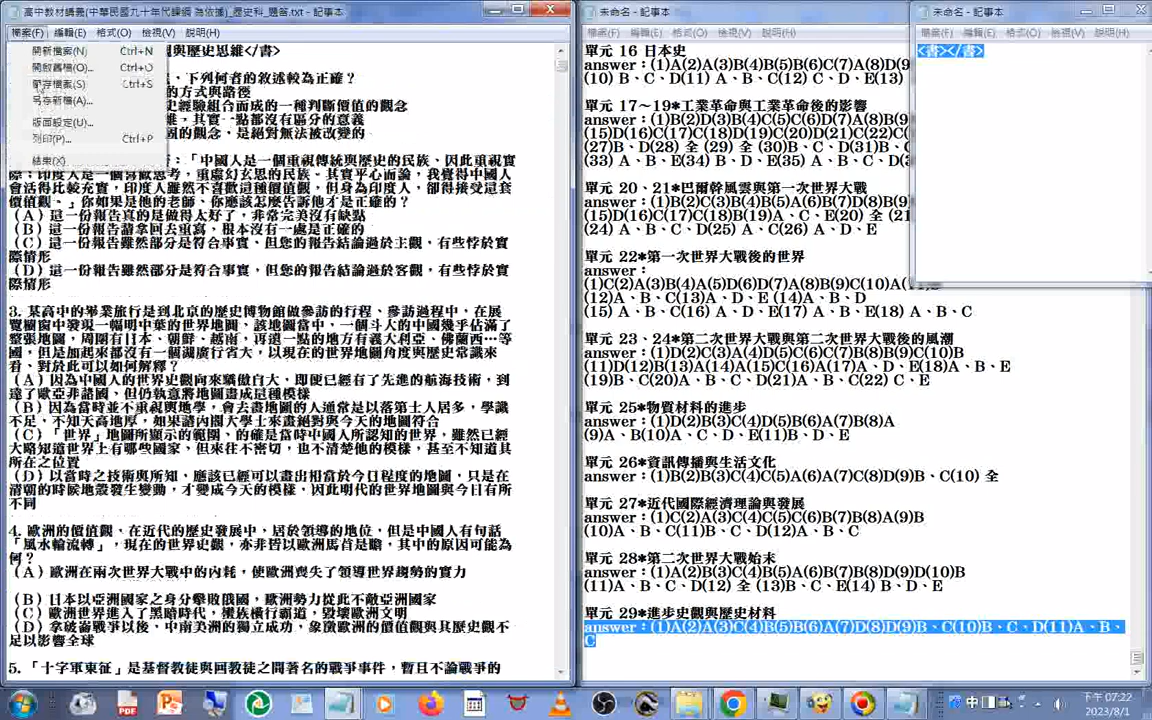 高中教材講義(中華民國九十年代課綱 為依據)_歷史科_題答.txt - 記事本
檔案(F) 編輯(E) 格式(O) 檢視(V) 說明(H)
開新檔案(N) Ctrl+N
開啟舊檔(O)... Ctrl+O
儲存檔案(S) Ctrl+S
另存新檔(A)...
版面設定(U)...
列印(P)... Ctrl+P
結束(X)
與歷史思維</書>
、下列何者的敘述較為正確？
的方式與路徑
史經驗組合而成的一種判斷價值的觀念
維，其實一點都沒有區分的意義
的觀念，是絕對無法被改變的
：「中國人是一個重視傳統與歷史的民族、因此重視實
際；印度人是一個喜歡思考，重虛幻玄思的民族。其實平心而論，我覺得中國人
會活得比較充實，印度人雖然不喜歡這種價值觀，但身為印度人，卻得接受這套
價值觀、」你如果是他的老師、你應該怎麼告訴他才是正確的？
(A) 這一份報告真的是做得太好了，非常完美沒有缺點
(B) 這一份報告請拿回去重寫，根本沒有一處是正確的
(C) 這一份報告雖然部分是符合事實、但您的報告結論過於主觀，有些悖於實
際情形
(D) 這一份報告雖然部分是符合事實，但您的報告結論過於客觀，有些悖於實
際情形
3. 某高中的畢業旅行是到北京的歷史博物館做參訪的行程、參訪過程中，在展
覽櫥窗中發現一幅明中葉的世界地圖，該地圖當中，一個斗大的中國幾乎佔滿了
整張地圖，周圍有日本、朝鮮、越南，再遠一點的地方有義大利亞、佛蘭西…等
國，但是加起來都沒有一個湖廣行省大，以現在的世界地圖角度與歷史常識來
看、對於此可以如何解釋？
(A) 因為中國人的世界史觀向來驕傲自大，即便已經有了先進的航海技術，到
達了歐亞非諸國，但仍執意將地圖畫成這種模樣
(B) 因為當時並不重視輿地學，會去畫地圖的人通常是以落第士人居多，學識
不足，不知天高地厚，如果請內閣大學士來畫絕對與今天的地圖符合
(C) 「世界」地圖所顯示的範圍、的確是當時中國人所認知的世界，雖然已經
大略知道世界上有哪些國家、但來往不密切，也不清楚他的模樣，甚至不知道其
所在之位置
(D) 以當時之技術與所知、應該已經可以畫出相當於今日程度的地圖，只是在
清朝的時候地殼發生變動，才變成今天的模樣、因此明代的世界地圖與今日有所
不同
4. 歐洲的價值觀，在近代的歷史發展中，居於領導的地位，但是中國人有句話
「風水輪流轉」，現在的世界史觀，亦非皆以歐洲馬首是瞻，其中的原因可能為
何？
(A) 歐洲在兩次世界大戰中的內耗，使歐洲喪失了領導世界趨勢的實力
(B) 日本以亞洲國家之身分擊敗俄國，歐洲勢力從此不敵亞洲國家
(C) 歐洲世界進入了黑暗時代，蠻族橫行霸道，毀壞歐洲文明
(D) 拿破崙戰爭以後，中南美洲的獨立成功，象徵歐洲的價值觀與其歷史觀不
足以影響全球
5. 「十字軍東征」是基督教徒與回教徒之間著名的戰爭事件，暫且不論戰爭的
未命名 - 記事本
檔案(F) 編輯(E) 格式(O) 檢視(V) 說明(H)
單元 16 日本史
answer：(1)A(2)A(3)B(4)B(5)B(6)B(7)D(8)D(9
(10) B、C、D(11) A、B、C(12) C、D、E(13)
單元 17～19*工業革命與工業革命後的影響
answer：(1)B(2)D(3)B(4)D(5)C(6)D(7)A(8)D(9
(15)D(16)C(17)C(18)D(19)C(20)D(21)D(22)C(
(27)B、D(28) 全 (29) 全 (30)B、C、D(31)B、
(33) A、B、E(34) B、D、E(35) A、C、D
單元 20、21*巴爾幹風雲與第一次世界大戰
answer：(1)B(2)C(3)B(4)B(5)A(6)B(7)D(8)B(9
(15)D(16)C(17)C(18)B(19)A、C、E(20) 全 (21
(24) A、C、D(25) A、C(26) A、D、E
單元 22*第一次世界大戰後的世界
answer：
(1)C(2)A(3)B(4)A(5)D(6)D(7)A(8)B(9)C(10)A
(12)A、B、C(13)A、D、E (14)A、B、D
(15) A、B、C(16) A、D、E(17) A、B、E(18) A、B、C
單元 23、24*第二次世界大戰與第二次世界大戰後的風潮
answer：(1)D(2)C(3)A(4)D(5)C(6)D(7)B(8)B(9)C(10)B
(11)D(12)B(13)A(14)A(15)C(16)A(17)A、D、E(18)A、B、E
(19)B、C(20)A、B、C、D(21)A、B、C(22) C、E
單元 25*物質材料的進步
answer：(1)D(2)B(3)C(4)D(5)D(6)B(7)C(8)A
(9)A、B(10)A、C、D、E(11)B、D、E
單元 26*資訊傳播與生活文化
answer：(1)B(2)B(3)C(4)C(5)A(6)A(7)C(8)D(9)B、C(10) 全
單元 27*近代國際經濟理論與發展
answer：(1)C(2)A(3)C(4)C(5)C(6)B(7)B(8)A(9)B
(10)A、B、C(11)B、C、D(12)A、B、C
單元 28*第二次世界大戰始末
answer：(1)A(2)B(3)C(4)B(5)A(6)B(7)B(8)D(9)D(10)B
(11)A、B、C、D(12) 全 (13)B、C、E(14) B、D、E
單元 29*進步史觀與歷史材料
answer：(1)A(2)A(3)C(4)B(5)B(6)A(7)D(8)D(9)B、C(10)B、C、D(11)A、B、
C
未命名 - 記事本
檔案(F) 編輯(E) 格式(O) 檢視(V) 說明(H)
<書></書>
中
下午 07:22
2023/8/1